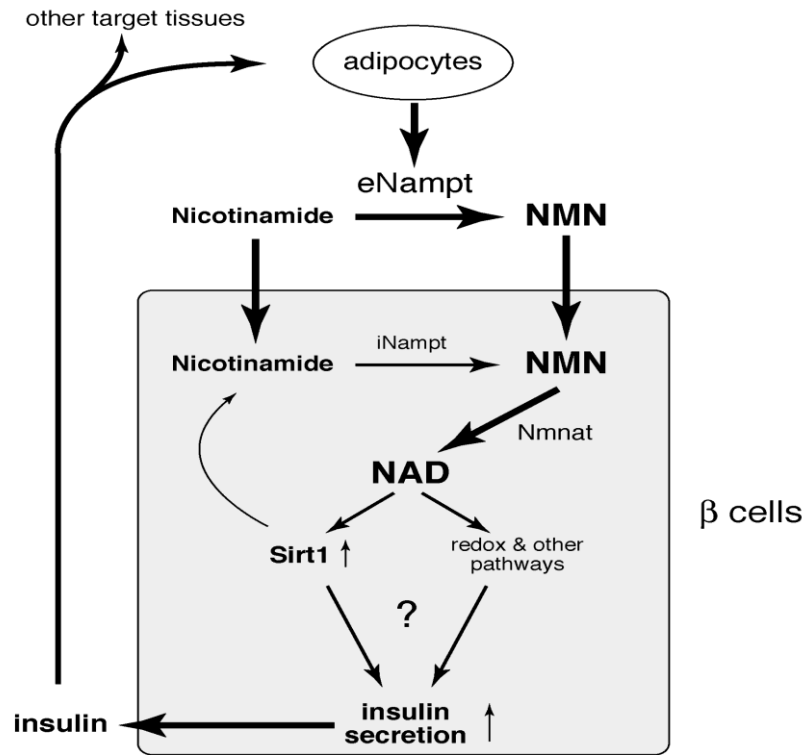 other target tissues
adipocytes
eNampt
Nicotinamide
NMN
Nicotinamide
iNampt
NMN
Nmnat
NAD
β cells
Sirt1
redox & other
pathways
?
insulin
insulin
secretion